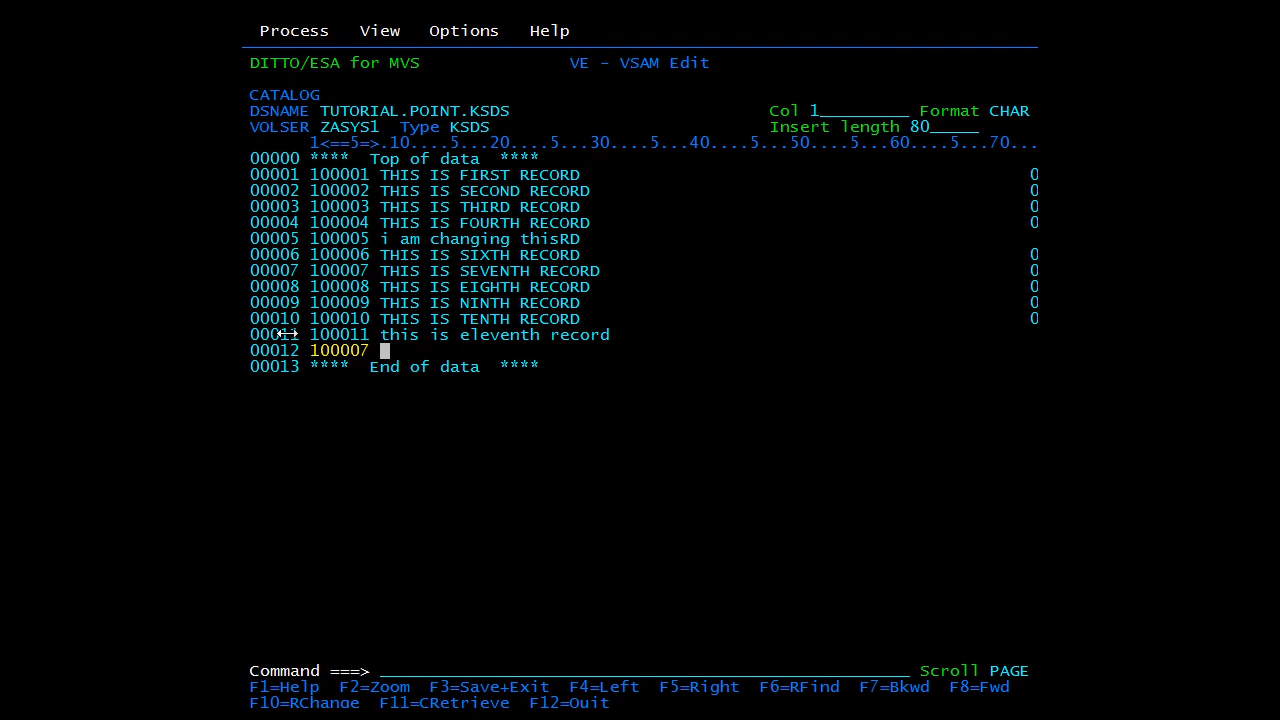 Process View Options Help
DITTO/ESA for MVS VE - VSAM Edit
CATALOG
DSNAME TUTORIAL.POINT.KSDS Col 1_________ Format CHAR
VOLSER ZASYS1 Type KSDS Insert length 80_____
1<==5=>.10....5...20....5...30....5...40....5...50....5...60....5...70...
00000 **** Top of data ****
00001 100001 THIS IS FIRST RECORD 0
00002 100002 THIS IS SECOND RECORD 0
00003 100003 THIS IS THIRD RECORD 0
00004 100004 THIS IS FOURTH RECORD 0
00005 100005 i am changing thisRD
00006 100006 THIS IS SIXTH RECORD 0
00007 100007 THIS IS SEVENTH RECORD 0
00008 100008 THIS IS EIGHTH RECORD 0
00009 100009 THIS IS NINTH RECORD 0
00010 100010 THIS IS TENTH RECORD 0
00011 100011 this is eleventh record
00012 100007
00013 **** End of data ****
Command ===> _____________________________________________________ Scroll PAGE
F1=Help F2=Zoom F3=Save+Exit F4=Left F5=Right F6=RFind F7=Bkwd F8=Fwd
F10=RChange F11=CRetrieve F12=Quit